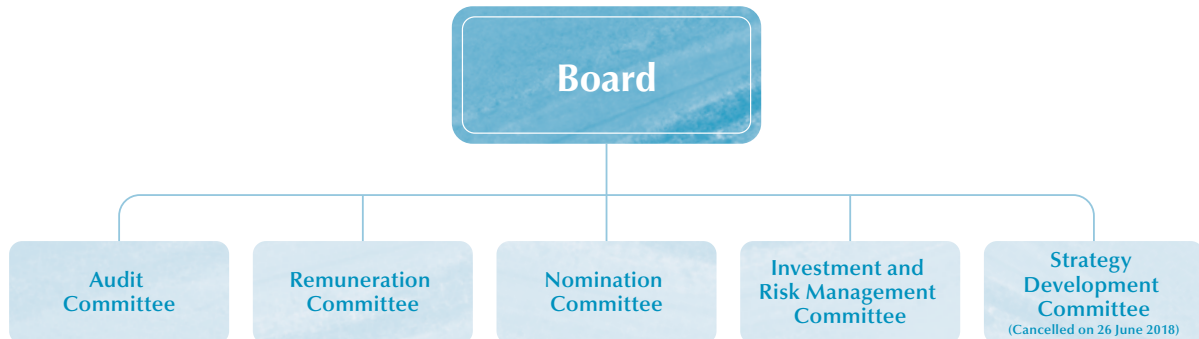 Board
Audit
Committee
Remuneration
Committee
Nomination
Committee
Investment and
Risk Management
Committee
Strategy
Development
Committee
(Cancelled on 26 June 2018)